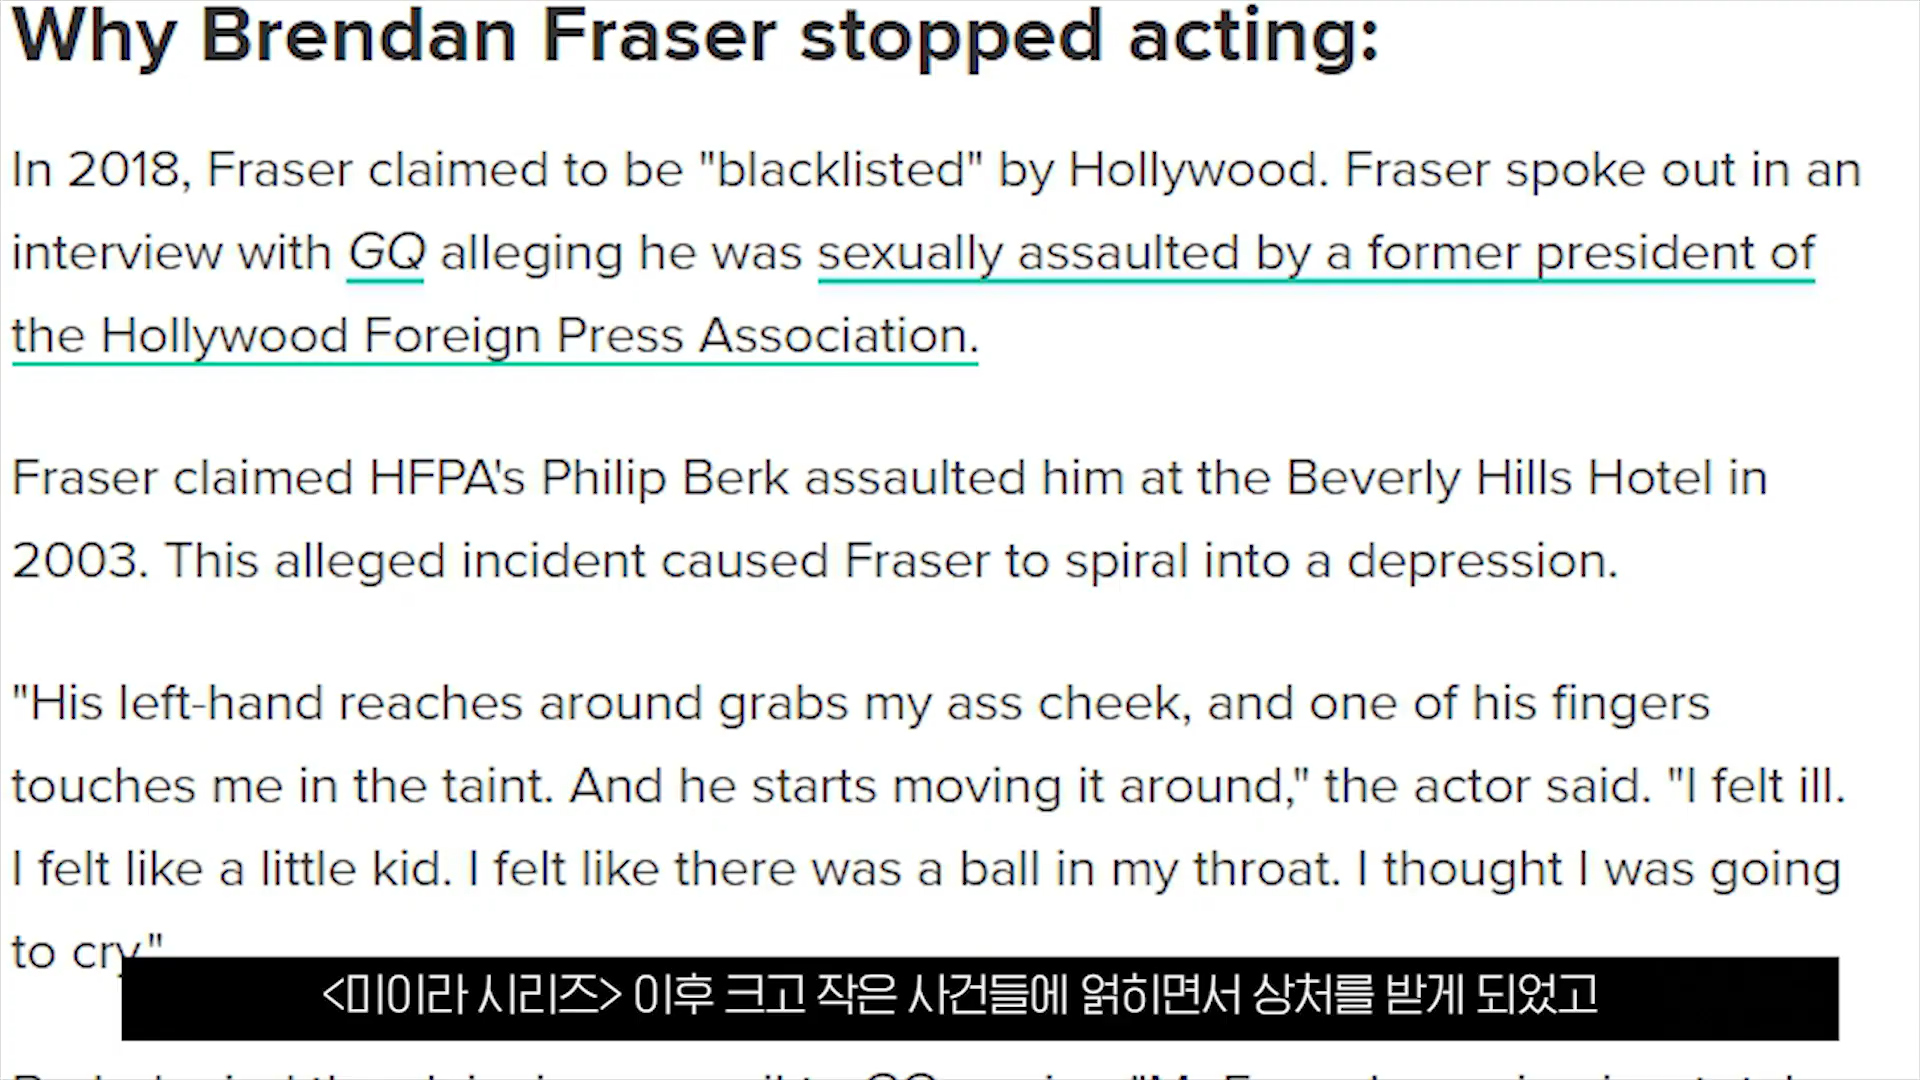 Why Brendan Fraser stopped acting:
In 2018, Fraser claimed to be "blacklisted" by Hollywood. Fraser spoke out in an
interview with GQ alleging he was sexually assaulted by a former president of
the Hollywood Foreign Press Association.
Fraser claimed HFPA's Philip Berk assaulted him at the Beverly Hills Hotel in
2003. This alleged incident caused Fraser to spiral into a depression.
"His left-hand reaches around grabs my ass cheek, and one of his fingers
touches me in the taint. And he starts moving it around," the actor said. "I felt ill.
I felt like a little kid. I felt like there was a ball in my throat. I thought I was going
to cry."
<미이라 시리즈> 이후 크고 작은 사건들에 얽히면서 상처를 받게 되었고